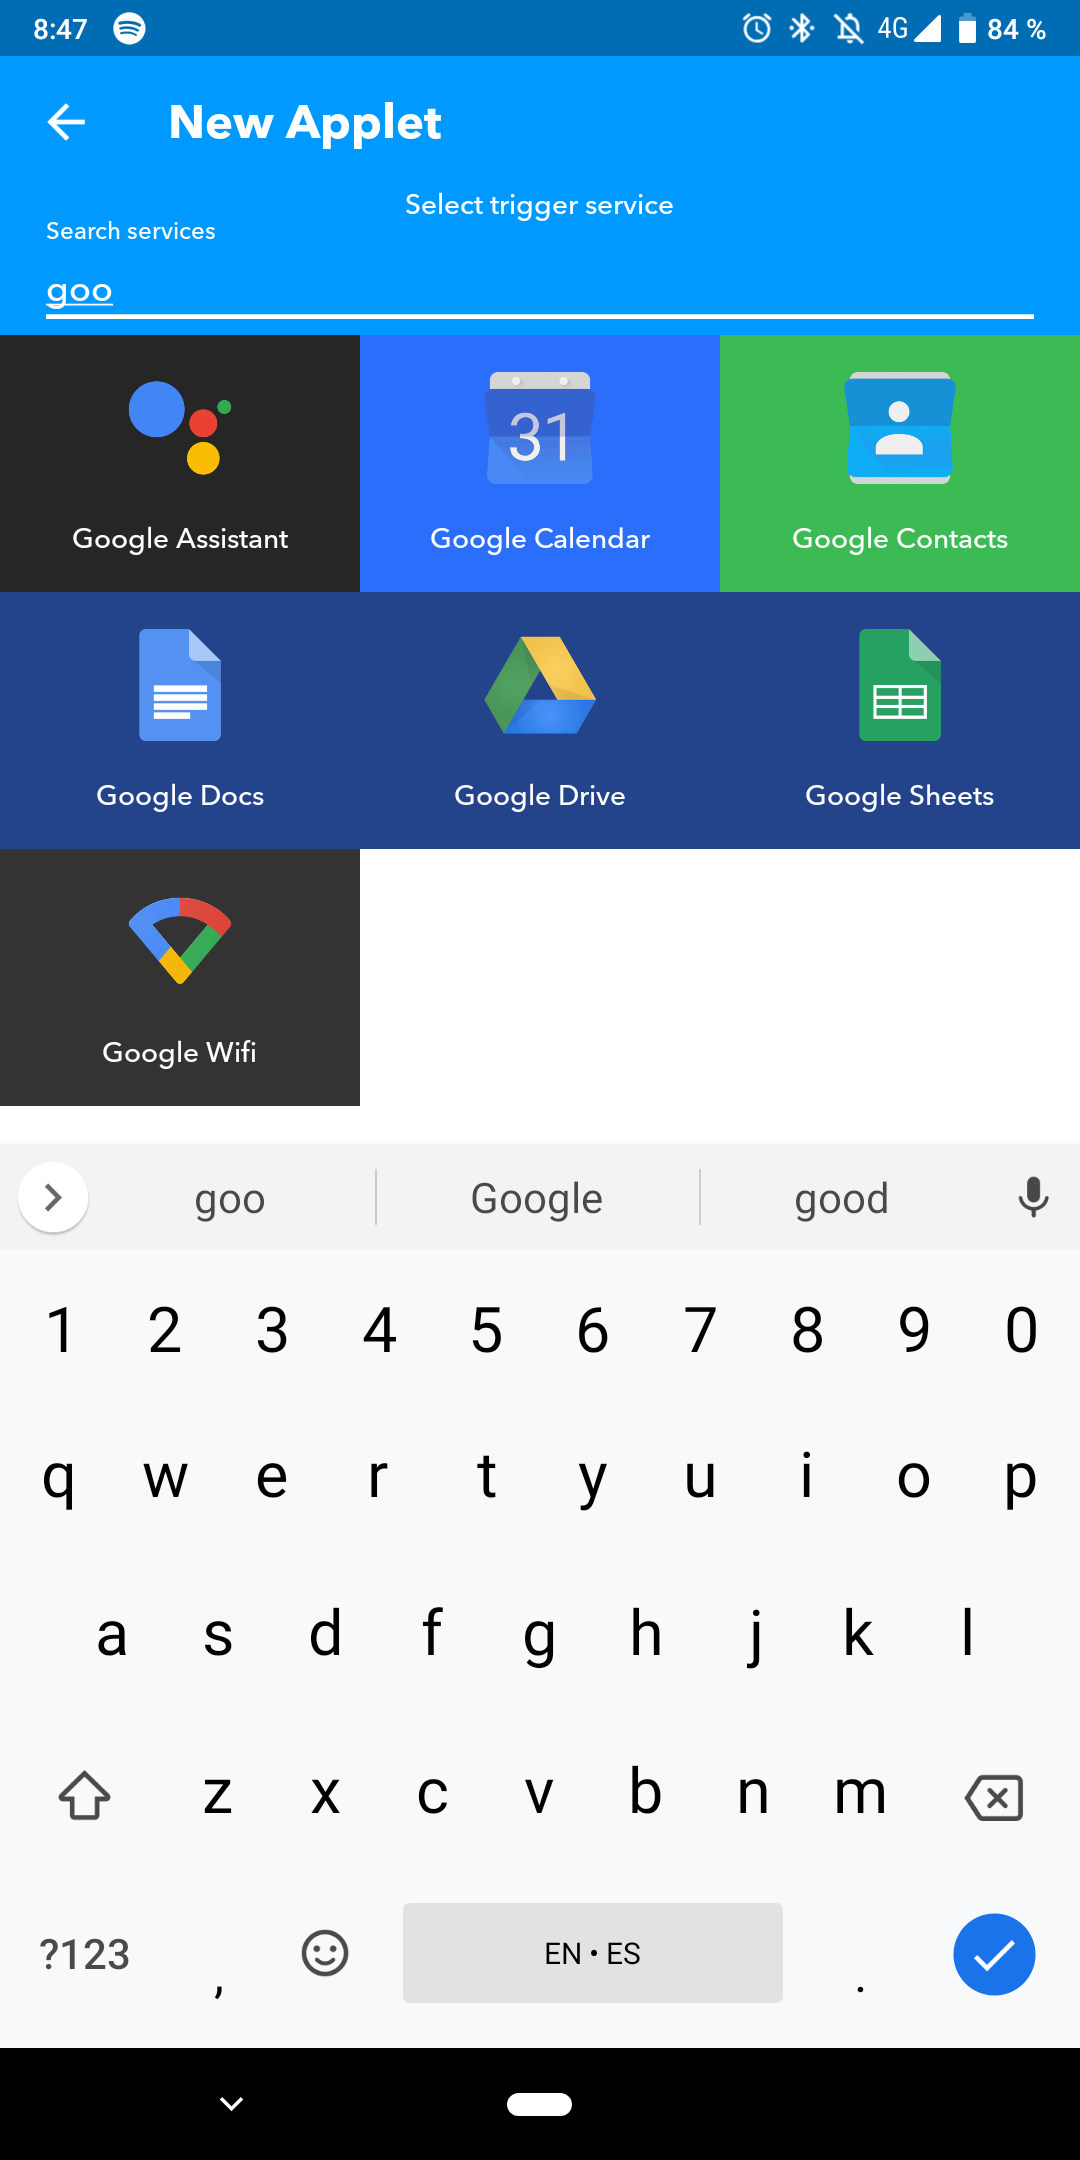 8:47 4G 84 %
New Applet
Select trigger service
Search services
goo
31
Google Assistant Google Calendar Google Contacts
Google Docs Google Drive Google Sheets
Google Wifi
goo Google good
1 2 3 4 5 6 7 8 9 0
q w e r t y u i o p
a s d f g h j k l
z x c v b n m
?123 , EN • ES .